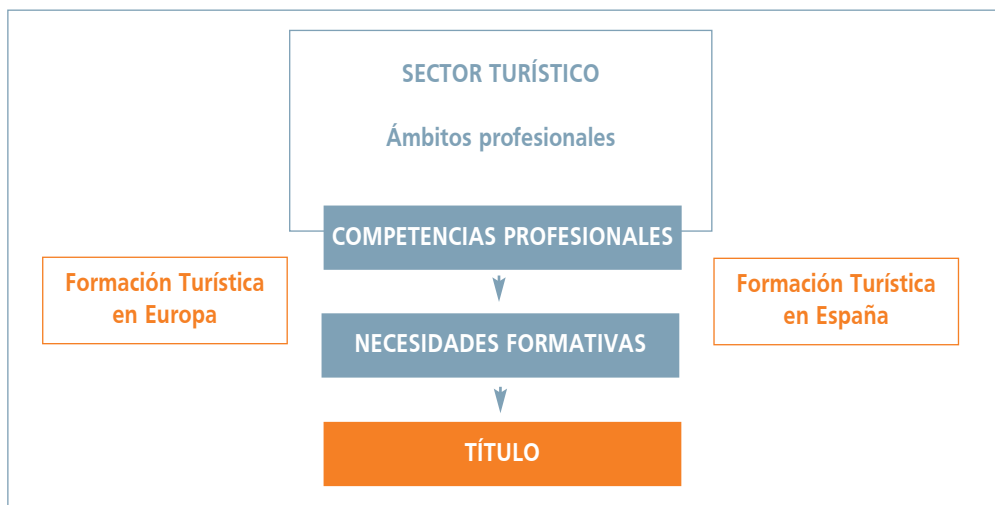 SECTOR TURÍSTICO
Ámbitos profesionales
COMPETENCIAS PROFESIONALES
Formación Turística
en Europa
Formación Turística
en España
NECESIDADES FORMATIVAS
TÍTULO